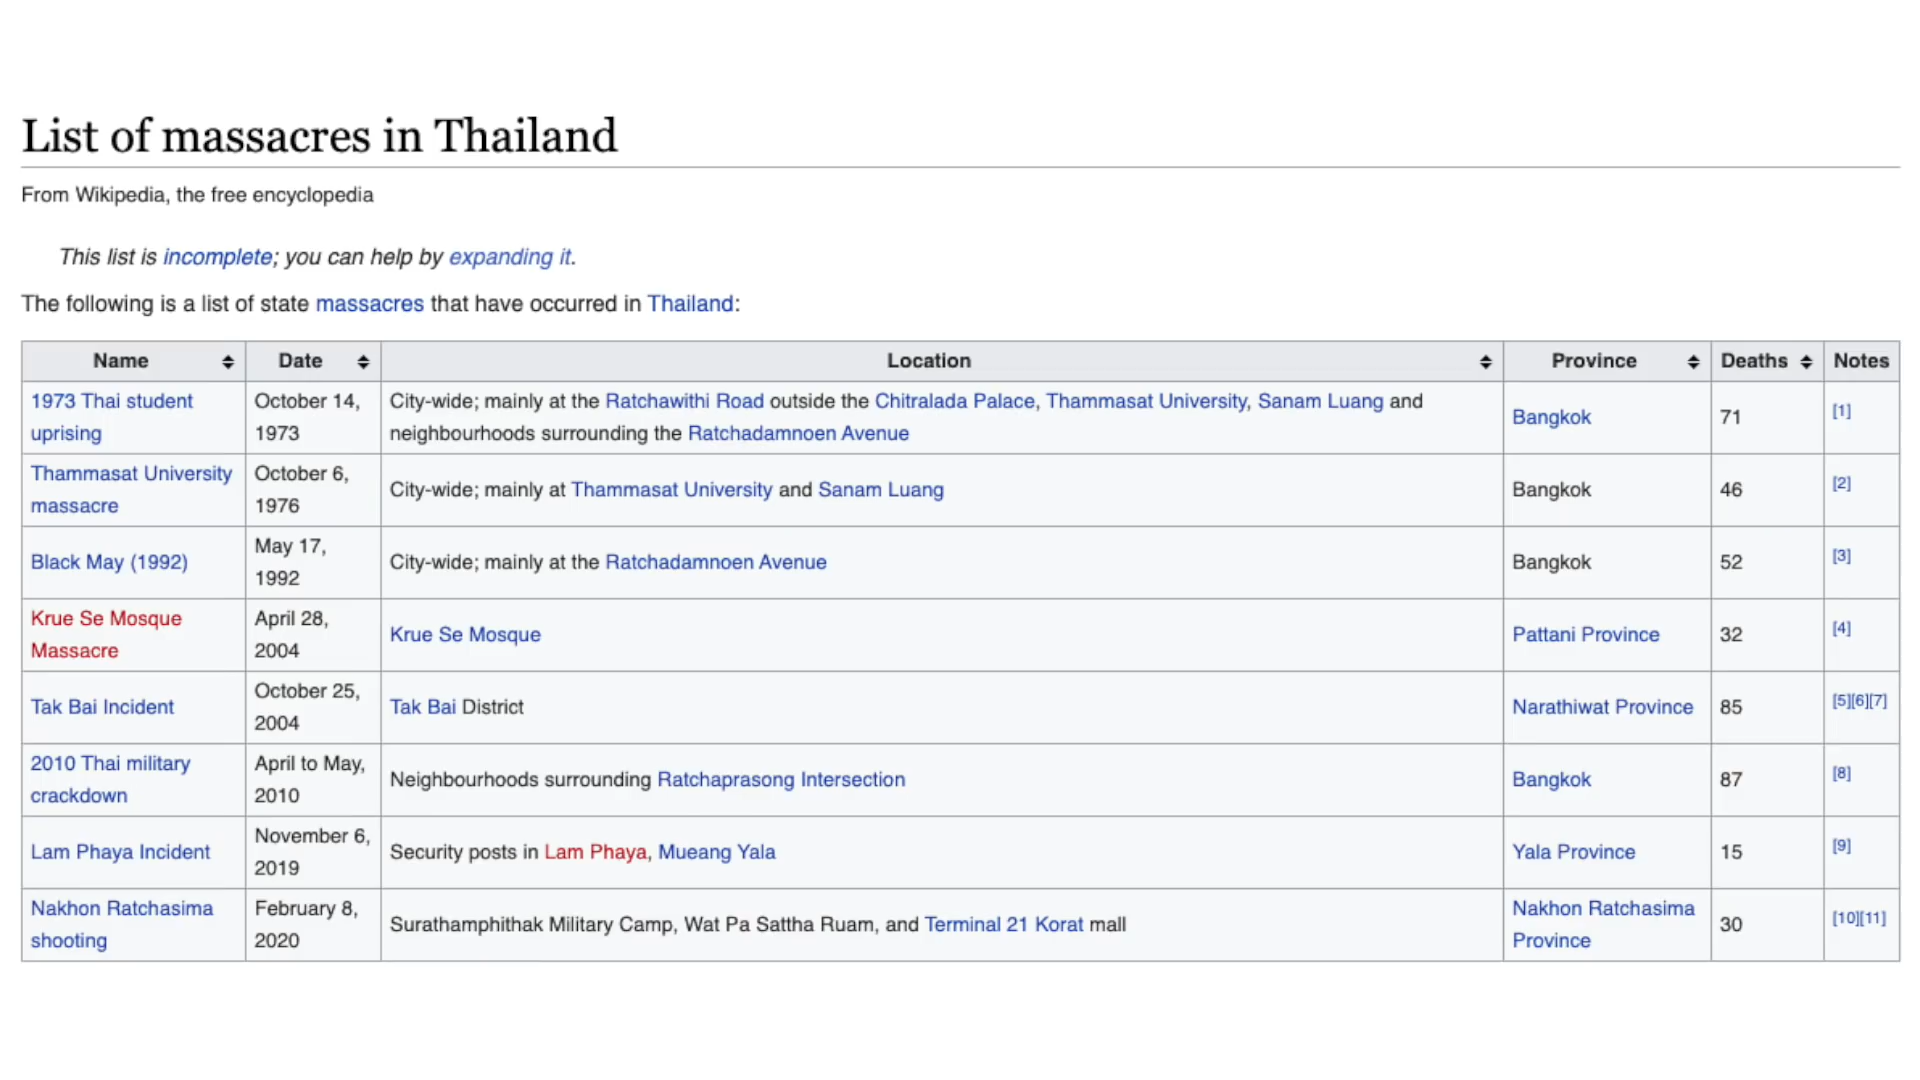 List of massacres in Thailand
From Wikipedia, the free encyclopedia
This list is incomplete; you can help by expanding it.
The following is a list of state massacres that have occurred in Thailand:
Name Date Location Province Deaths Notes
1973 Thai student uprising October 14, 1973 City-wide; mainly at the Ratchawithi Road outside the Chitralada Palace, Thammasat University, Sanam Luang and neighbourhoods surrounding the Ratchadamnoen Avenue Bangkok 71 [1]
Thammasat University massacre October 6, 1976 City-wide; mainly at Thammasat University and Sanam Luang Bangkok 46 [2]
Black May (1992) May 17, 1992 City-wide; mainly at the Ratchadamnoen Avenue Bangkok 52 [3]
Krue Se Mosque Massacre April 28, 2004 Krue Se Mosque Pattani Province 32 [4]
Tak Bai Incident October 25, 2004 Tak Bai District Narathiwat Province 85 [5][6][7]
2010 Thai military crackdown April to May, 2010 Neighbourhoods surrounding Ratchaprasong Intersection Bangkok 87 [8]
Lam Phaya Incident November 6, 2019 Security posts in Lam Phaya, Mueang Yala Yala Province 15 [9]
Nakhon Ratchasima shooting February 8, 2020 Surathamphithak Military Camp, Wat Pa Sattha Ruam, and Terminal 21 Korat mall Nakhon Ratchasima Province 30 [10][11]